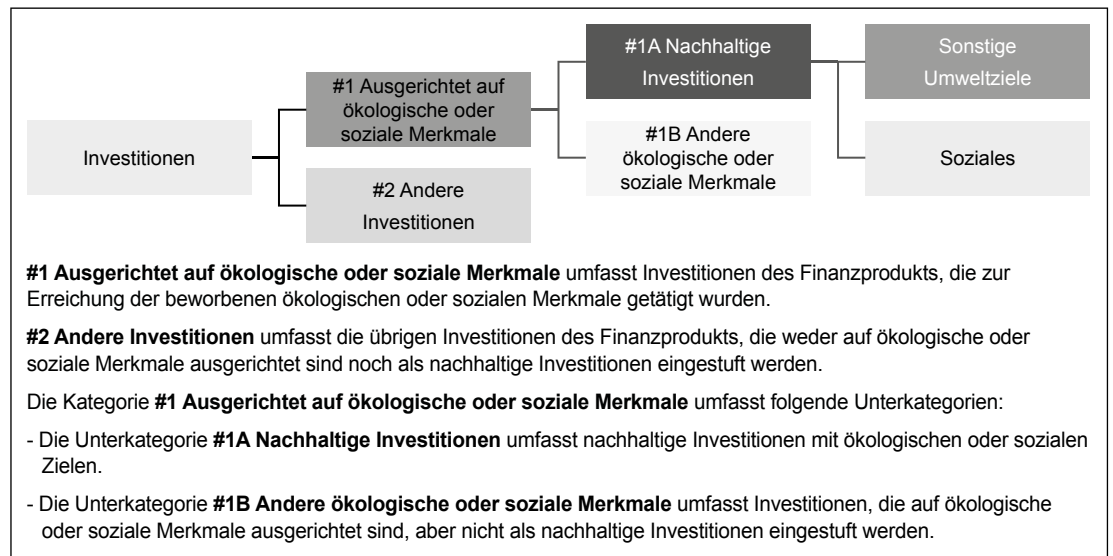 #1A Nachhaltige
Investitionen
Sonstige
Umweltziele
#1 Ausgerichtet auf
ökologische oder
soziale Merkmale
Investitionen
#1B Andere
ökologische oder
soziale Merkmale
Soziales
#2 Andere
Investitionen
#1 Ausgerichtet auf ökologische oder soziale Merkmale umfasst Investitionen des Finanzprodukts, die zur
Erreichung der beworbenen ökologischen oder sozialen Merkmale getätigt wurden.
#2 Andere Investitionen umfasst die übrigen Investitionen des Finanzprodukts, die weder auf ökologische oder
soziale Merkmale ausgerichtet sind noch als nachhaltige Investitionen eingestuft werden.
Die Kategorie #1 Ausgerichtet auf ökologische oder soziale Merkmale umfasst folgende Unterkategorien:
- Die Unterkategorie #1A Nachhaltige Investitionen umfasst nachhaltige Investitionen mit ökologischen oder sozialen
Zielen.
- Die Unterkategorie #1B Andere ökologische oder soziale Merkmale umfasst Investitionen, die auf ökologische
oder soziale Merkmale ausgerichtet sind, aber nicht als nachhaltige Investitionen eingestuft werden.